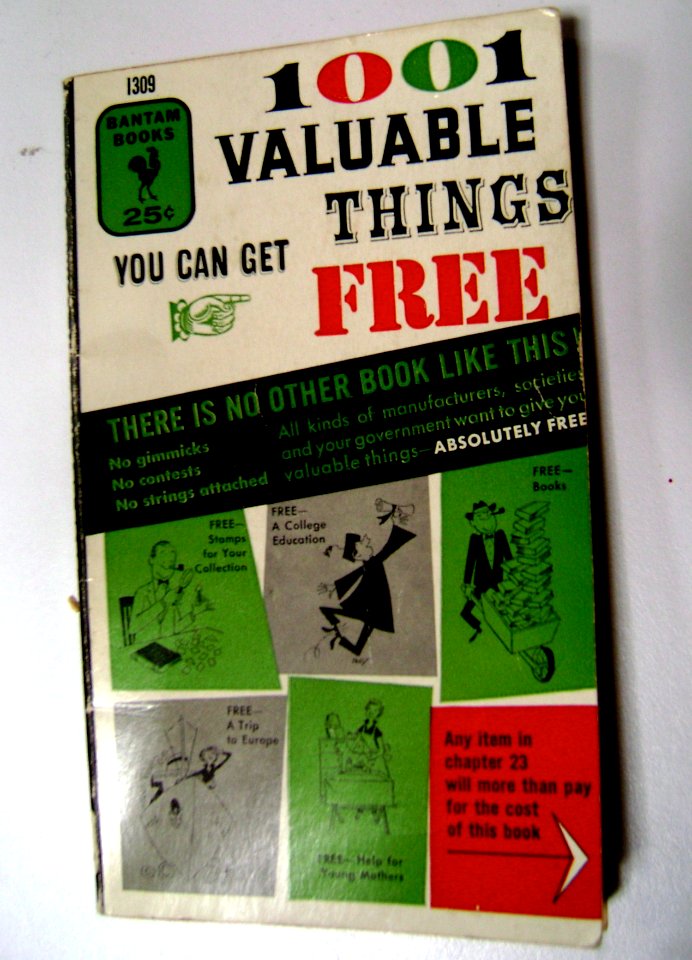 1309
BANTAM
BOOKS
25¢
1001
VALUABLE
THINGS
YOU CAN GET
FREE
THERE IS NO OTHER BOOK LIKE THIS
No gimmicks
No contests
No strings attached
All kinds of manufacturers, societies
and your government want to give you
valuable things—ABSOLUTELY FREE
FREE—
Stamps
for Your
Collection
FREE—
A College
Education
FREE—
Books
FREE—
A Trip
to Europe
FREE—Help for
Young Mothers
Any item in
chapter 23
will more than pay
for the cost
of this book